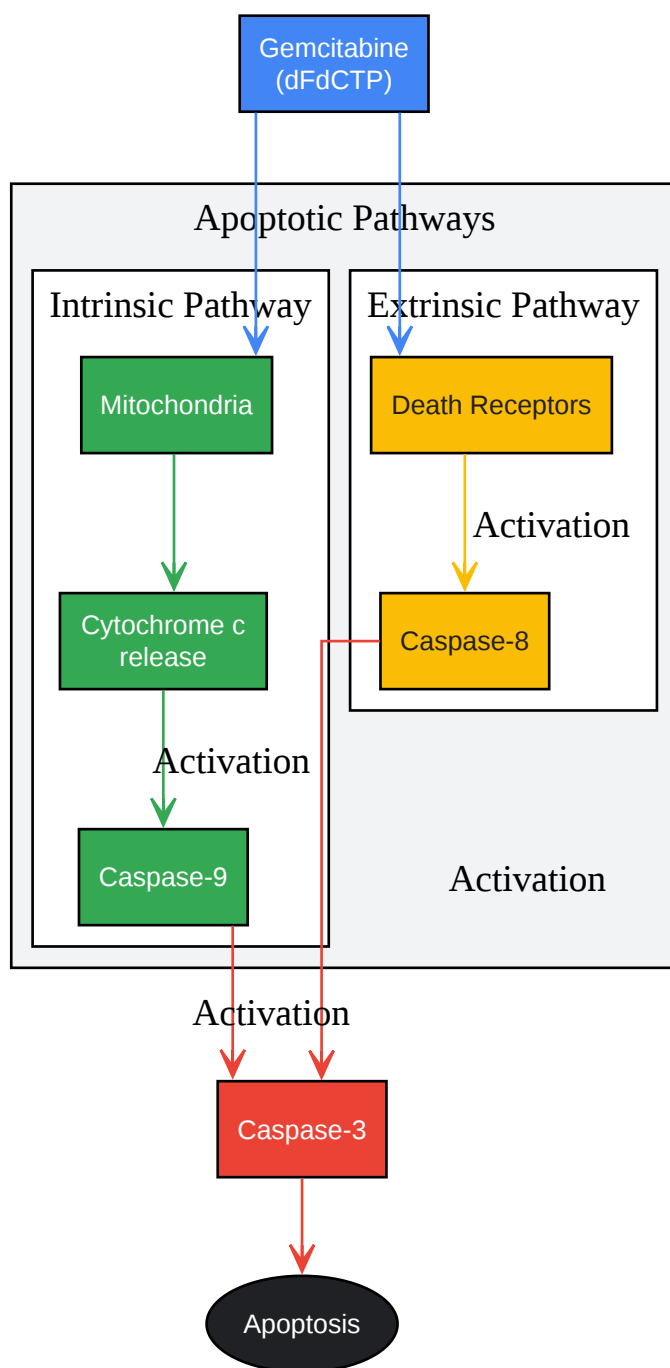 Gemcitabine
(dFdCTP)
Apoptotic Pathways
Intrinsic Pathway
Extrinsic Pathway
Mitochondria
Death Receptors
Activation
Cytochrome c
release
Caspase-8
Activation
Caspase-9
Activation
Activation
Caspase-3
Apoptosis